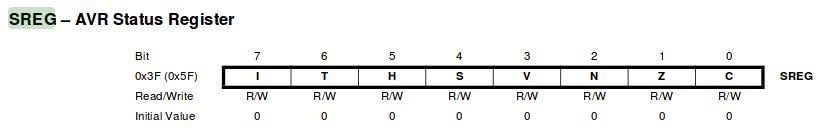 SREG – AVR Status Register
Bit 7 6 5 4 3 2 1 0
0x3F (0x5F) I T H S V N Z C SREG
Read/Write R/W R/W R/W R/W R/W R/W R/W R/W
Initial Value 0 0 0 0 0 0 0 0